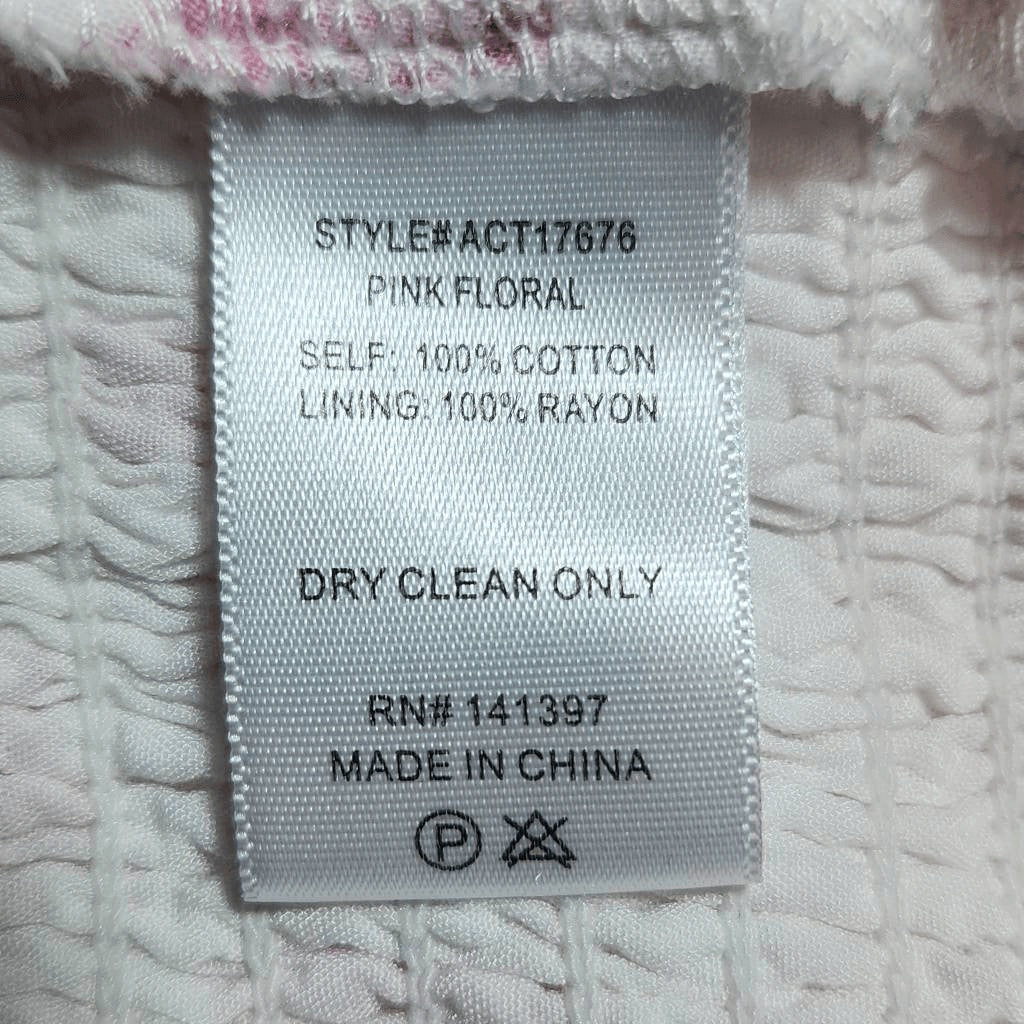 STYLE# ACT17676
PINK FLORAL
SELF: 100% COTTON
LINING: 100% RAYON
DRY CLEAN ONLY
RN# 141397
MADE IN CHINA
P